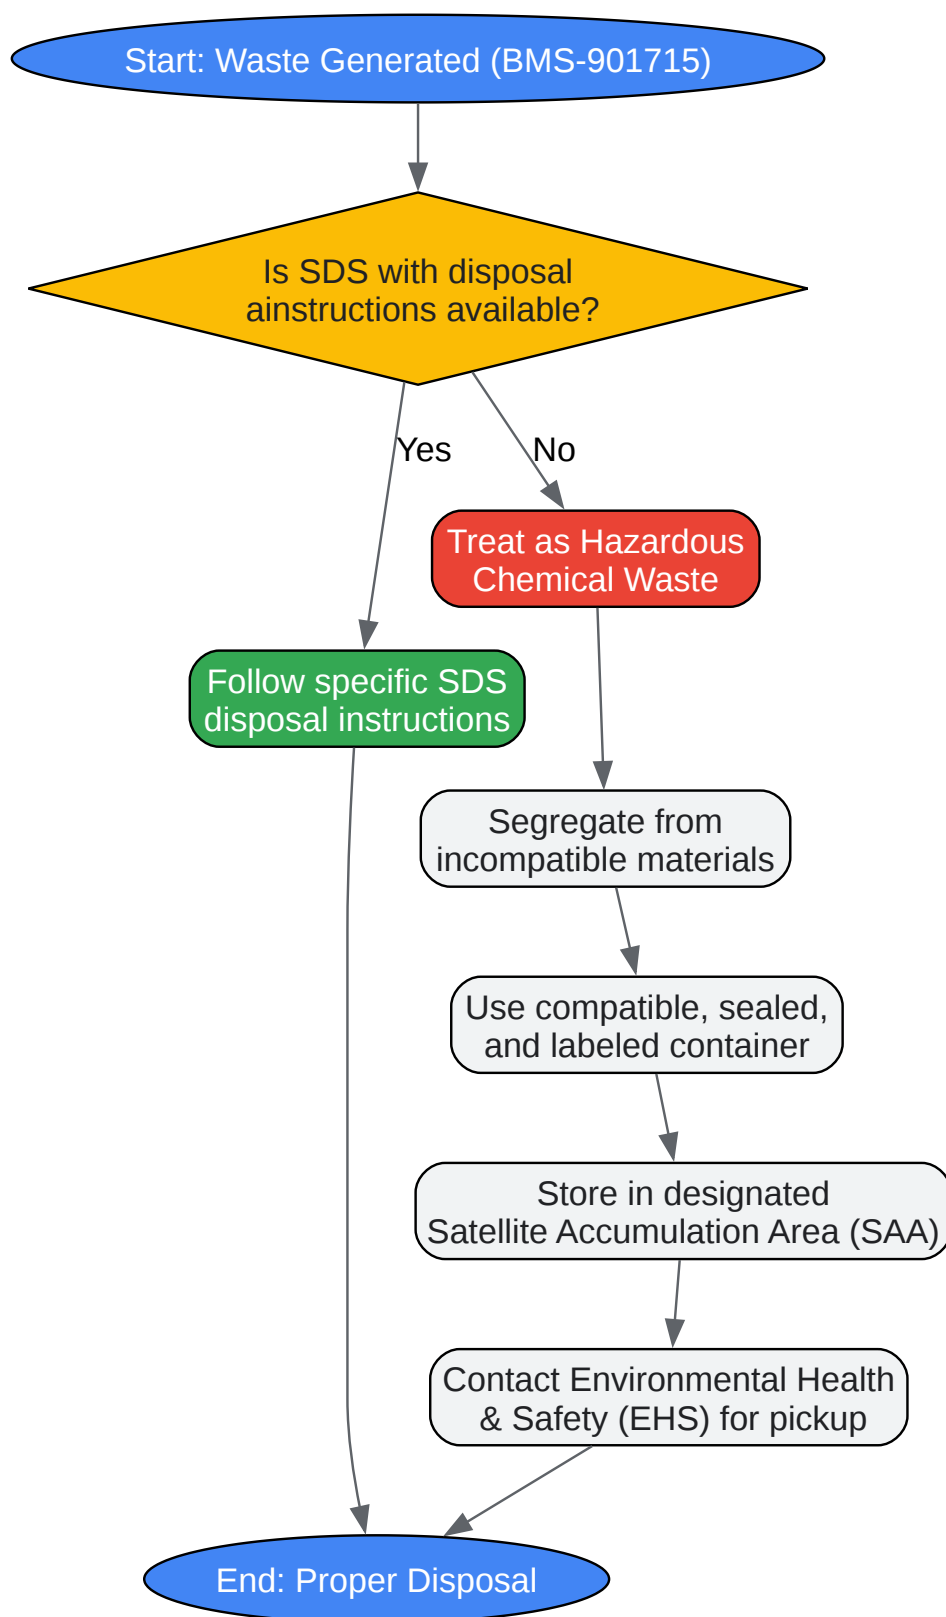 Start: Waste Generated (BMS-901715)
Is SDS with disposal
ainstructions available?
Yes
No
Treat as Hazardous
Chemical Waste
Follow specific SDS
disposal instructions
Segregate from
incompatible materials
Use compatible, sealed,
and labeled container
Store in designated
Satellite Accumulation Area (SAA)
Contact Environmental Health
& Safety (EHS) for pickup
End: Proper Disposal